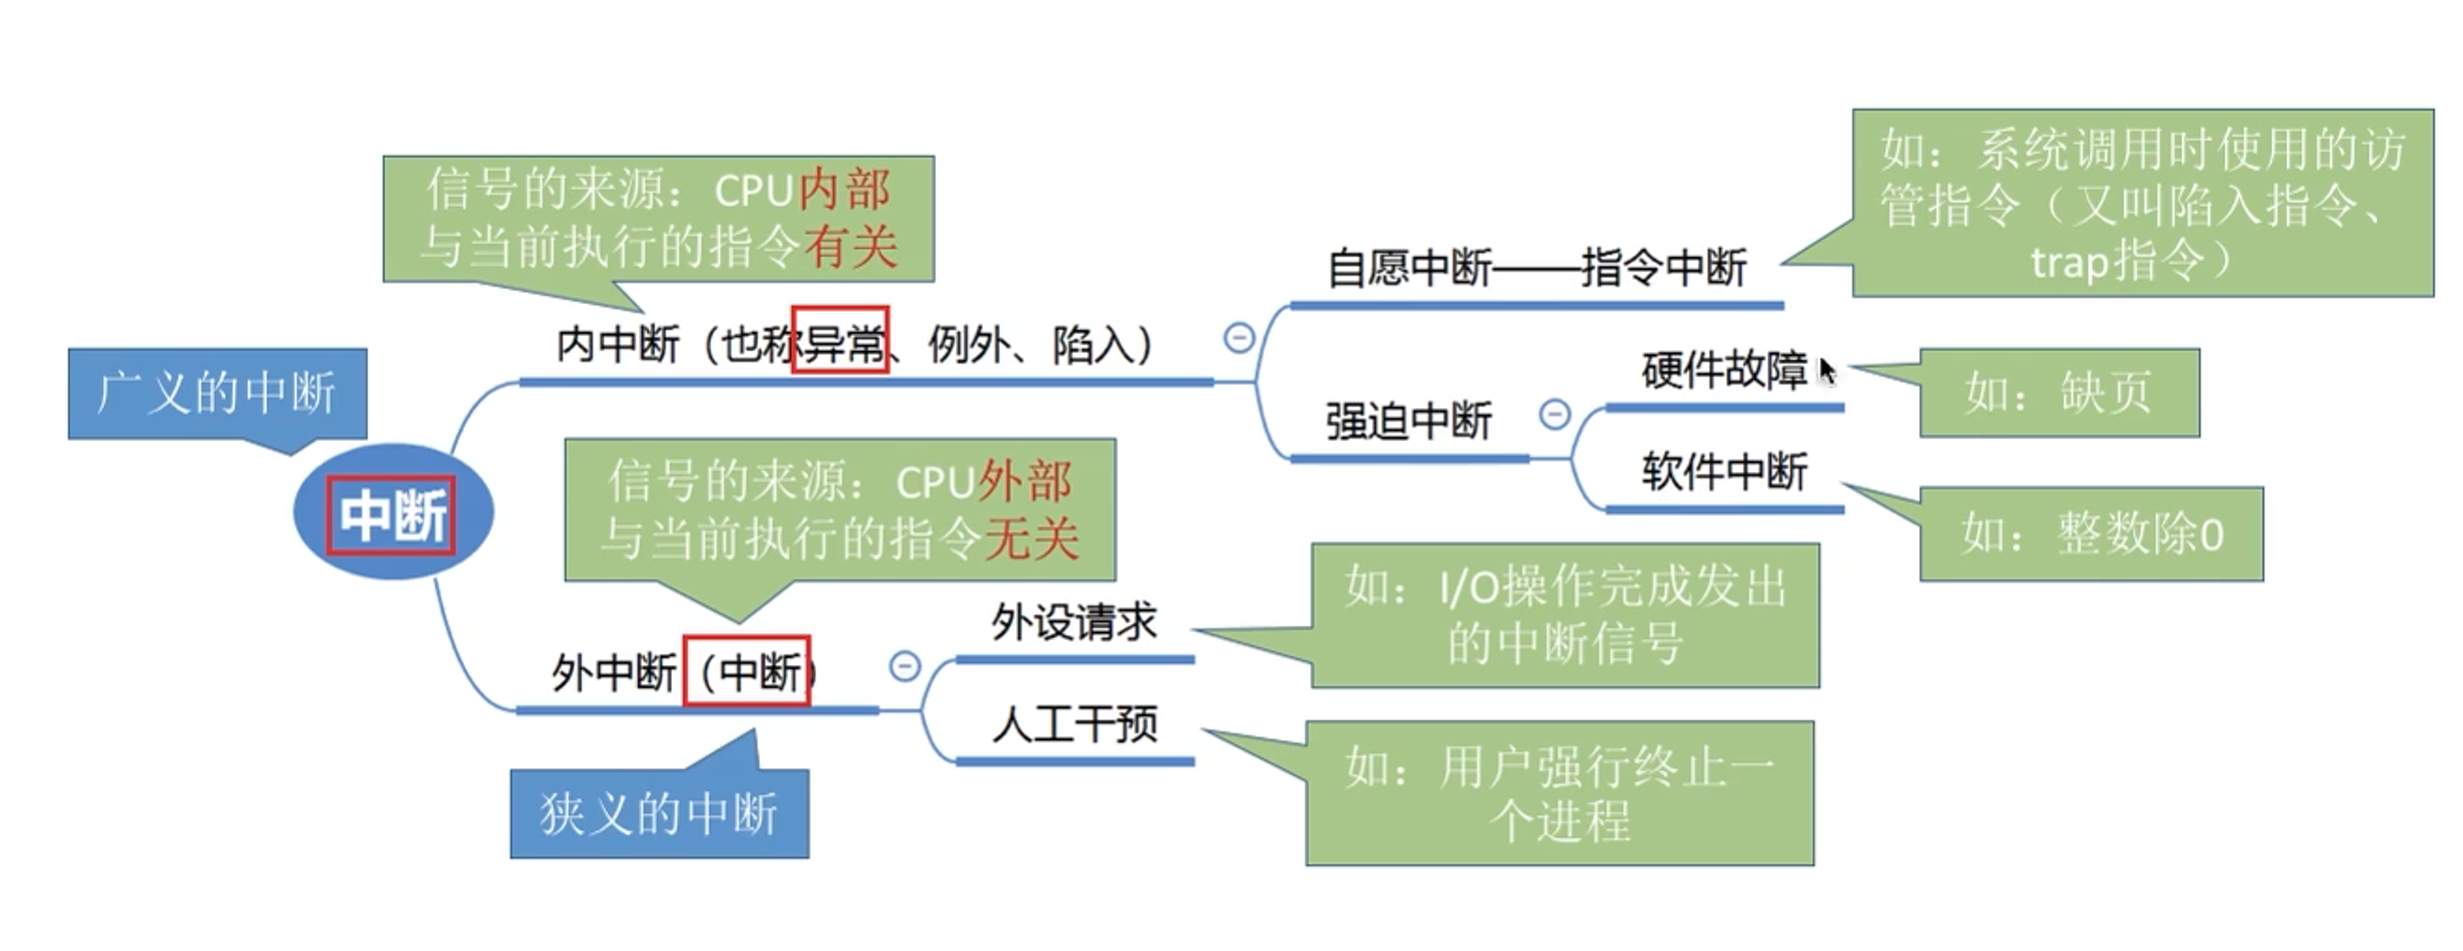 如：系统调用时使用的访
管指令（又叫陷入指令、
trap指令）
信号的来源：CPU内部
与当前执行的指令有关
自愿中断——指令中断
内中断（也称异常、例外、陷入）
硬件故障
如：缺页
广义的中断
强迫中断
软件中断
如：整数除0
信号的来源：CPU外部
与当前执行的指令无关
中断
如：I/O操作完成发出
的中断信号
外设请求
外中断（中断）
人工干预
如：用户强行终止一
个进程
狭义的中断